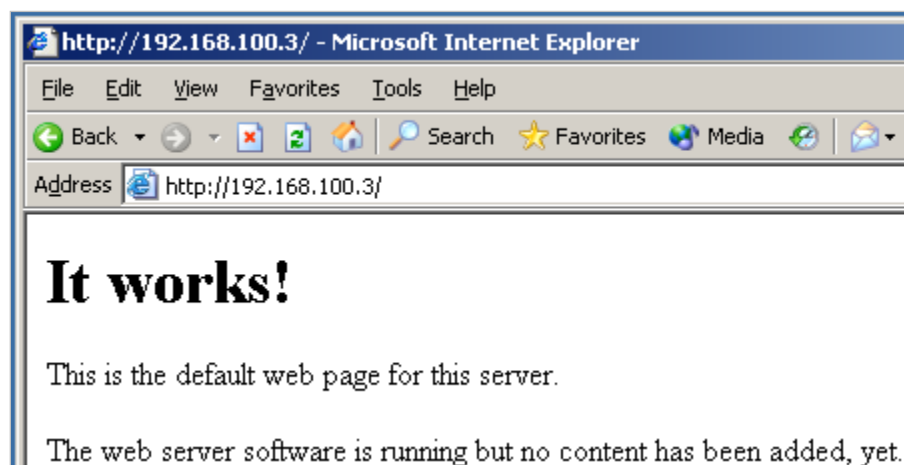 http://192.168.100.3/ - Microsoft Internet Explorer
File Edit View Favorites Tools Help
Back Search Favorites Media
Address http://192.168.100.3/
It works!
This is the default web page for this server.
The web server software is running but no content has been added, yet.